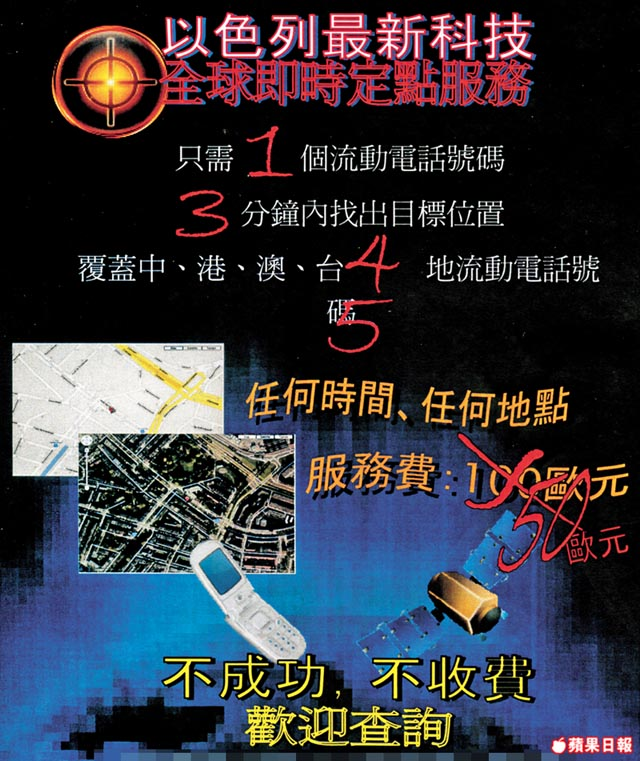 以色列最新科技
全球即時定點服務
只需 1 個流動電話號碼
3 分鐘內找出目標位置
覆蓋中、港、澳、台 4 地流動電話號
碼
5
任何時間、任何地點
服務費:100歐元
50歐元
不成功,不收費
歡迎查詢
蘋果日報